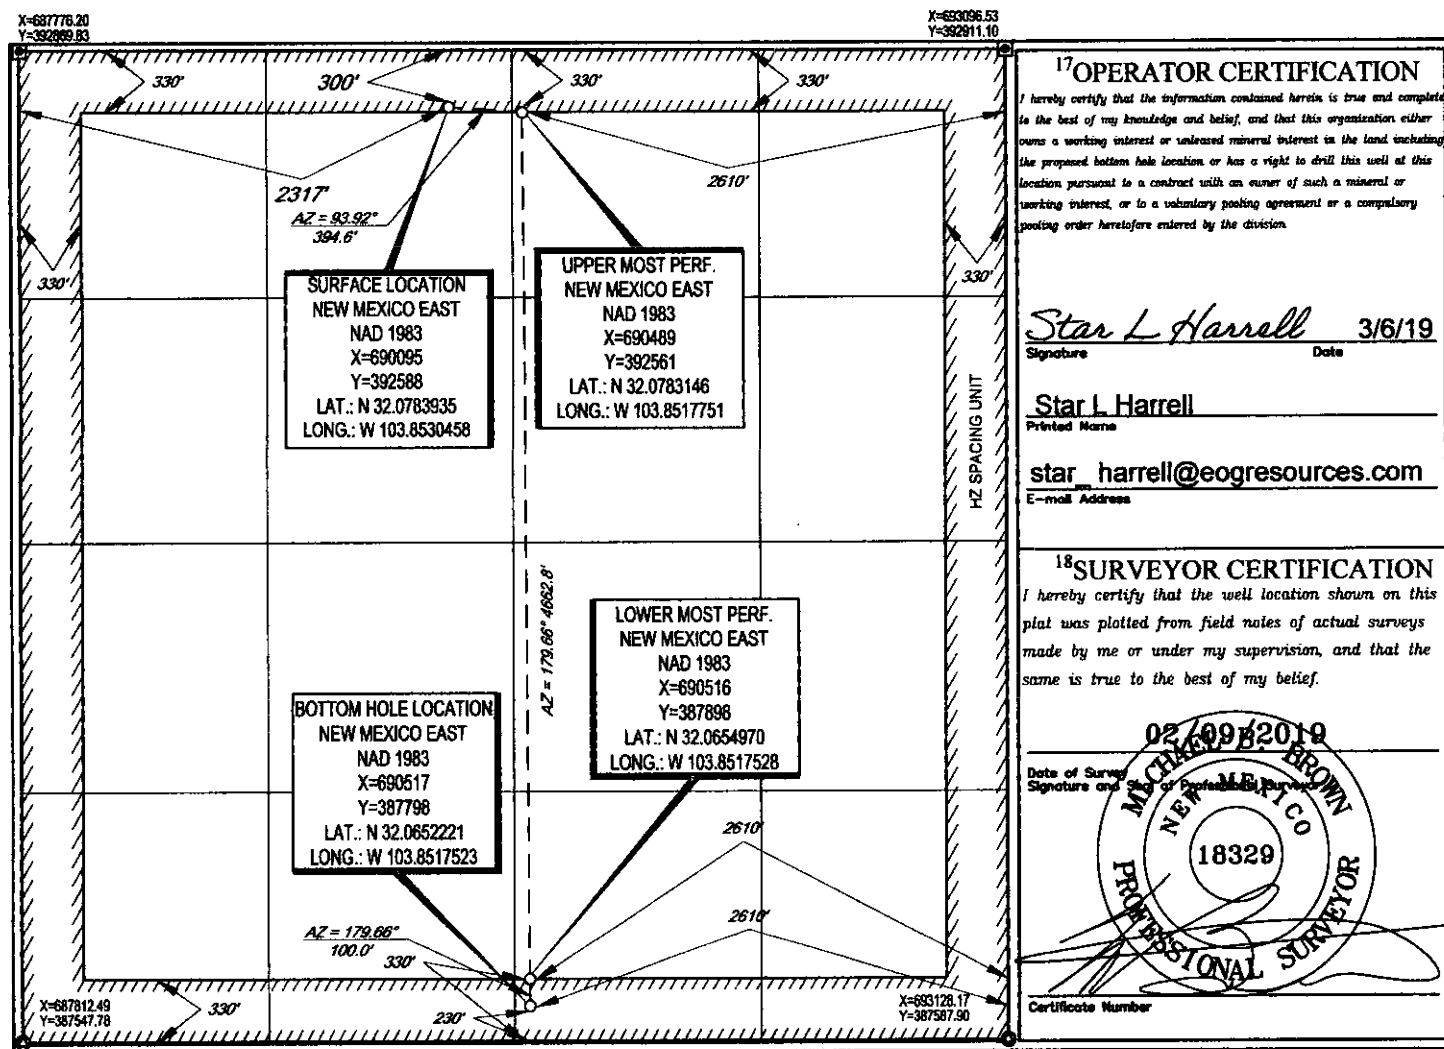 X=687776.20
Y=392869.83
X=693096.53
Y=392911.10
330'
300'
330'
330'
2317'
2610'
AZ = 93.92°
394.6'
330'
330'
SURFACE LOCATION
NEW MEXICO EAST
NAD 1983
X=690095
Y=392588
LAT.: N 32.0783935
LONG.: W 103.8530458
UPPER MOST PERF.
NEW MEXICO EAST
NAD 1983
X=690489
Y=392561
LAT.: N 32.0783146
LONG.: W 103.8517751
HZ SPACING UNIT
AZ = 179.66° 4662.8'
LOWER MOST PERF.
NEW MEXICO EAST
NAD 1983
X=690516
Y=387898
LAT.: N 32.0654970
LONG.: W 103.8517528
BOTTOM HOLE LOCATION
NEW MEXICO EAST
NAD 1983
X=690517
Y=387798
LAT.: N 32.0652221
LONG.: W 103.8517523
2610'
2610'
AZ = 179.66°
100.0'
330'
330'
230'
X=687812.49
Y=387547.78
X=693128.17
Y=387587.90
17 OPERATOR CERTIFICATION
I hereby certify that the information contained herein is true and complete
to the best of my knowledge and belief, and that this organization either
owns a working interest or unleased mineral interest in the land including
the proposed bottom hole location or has a right to drill this well at this
location pursuant to a contract with an owner of such a mineral or
working interest, or to a voluntary pooling agreement or a compulsory
pooling order heretofore entered by the division
Star L Harrell 3/6/19
Signature Date
Star L Harrell
Printed Name
star_harrell@eogresources.com
E-mail Address
18 SURVEYOR CERTIFICATION
I hereby certify that the well location shown on this
plat was plotted from field notes of actual surveys
made by me or under my supervision, and that the
same is true to the best of my belief.
02/09/2019
Date of Survey
Signature and Seal of Professional Surveyor
MICHAEL B. BROWN
NEW MEXICO
18329
PROFESSIONAL SURVEYOR
Certificate Number